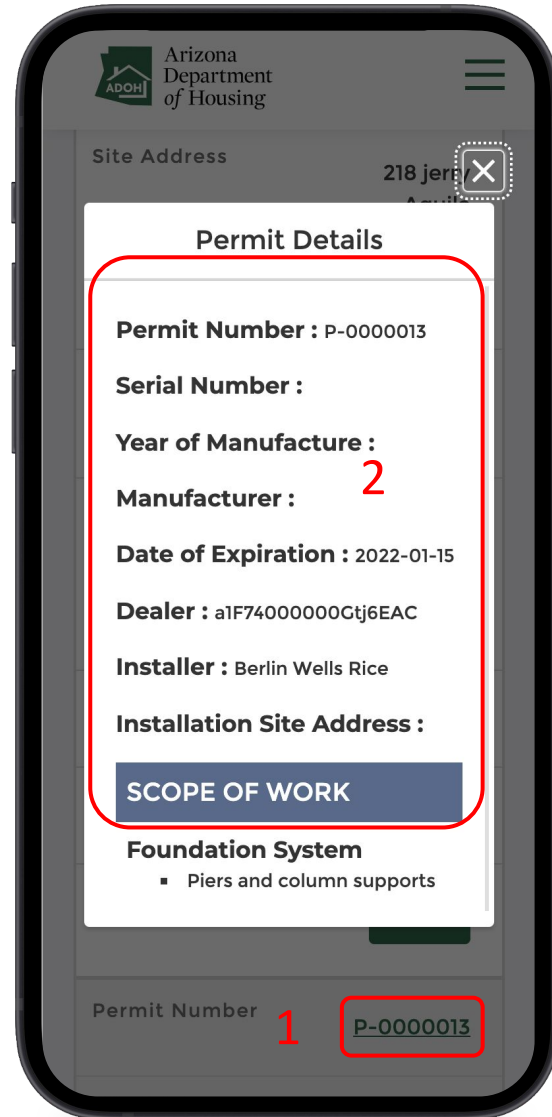 ADOH
Arizona
Department
of Housing
Site Address
218 jerry
Permit Details
Permit Number : P-0000013
Serial Number :
Year of Manufacture :
2
Manufacturer :
Date of Expiration : 2022-01-15
Dealer : a1F74000000Gtj6EAC
Installer : Berlin Wells Rice
Installation Site Address :
SCOPE OF WORK
Foundation System
▪ Piers and column supports
Permit Number
1
P-0000013